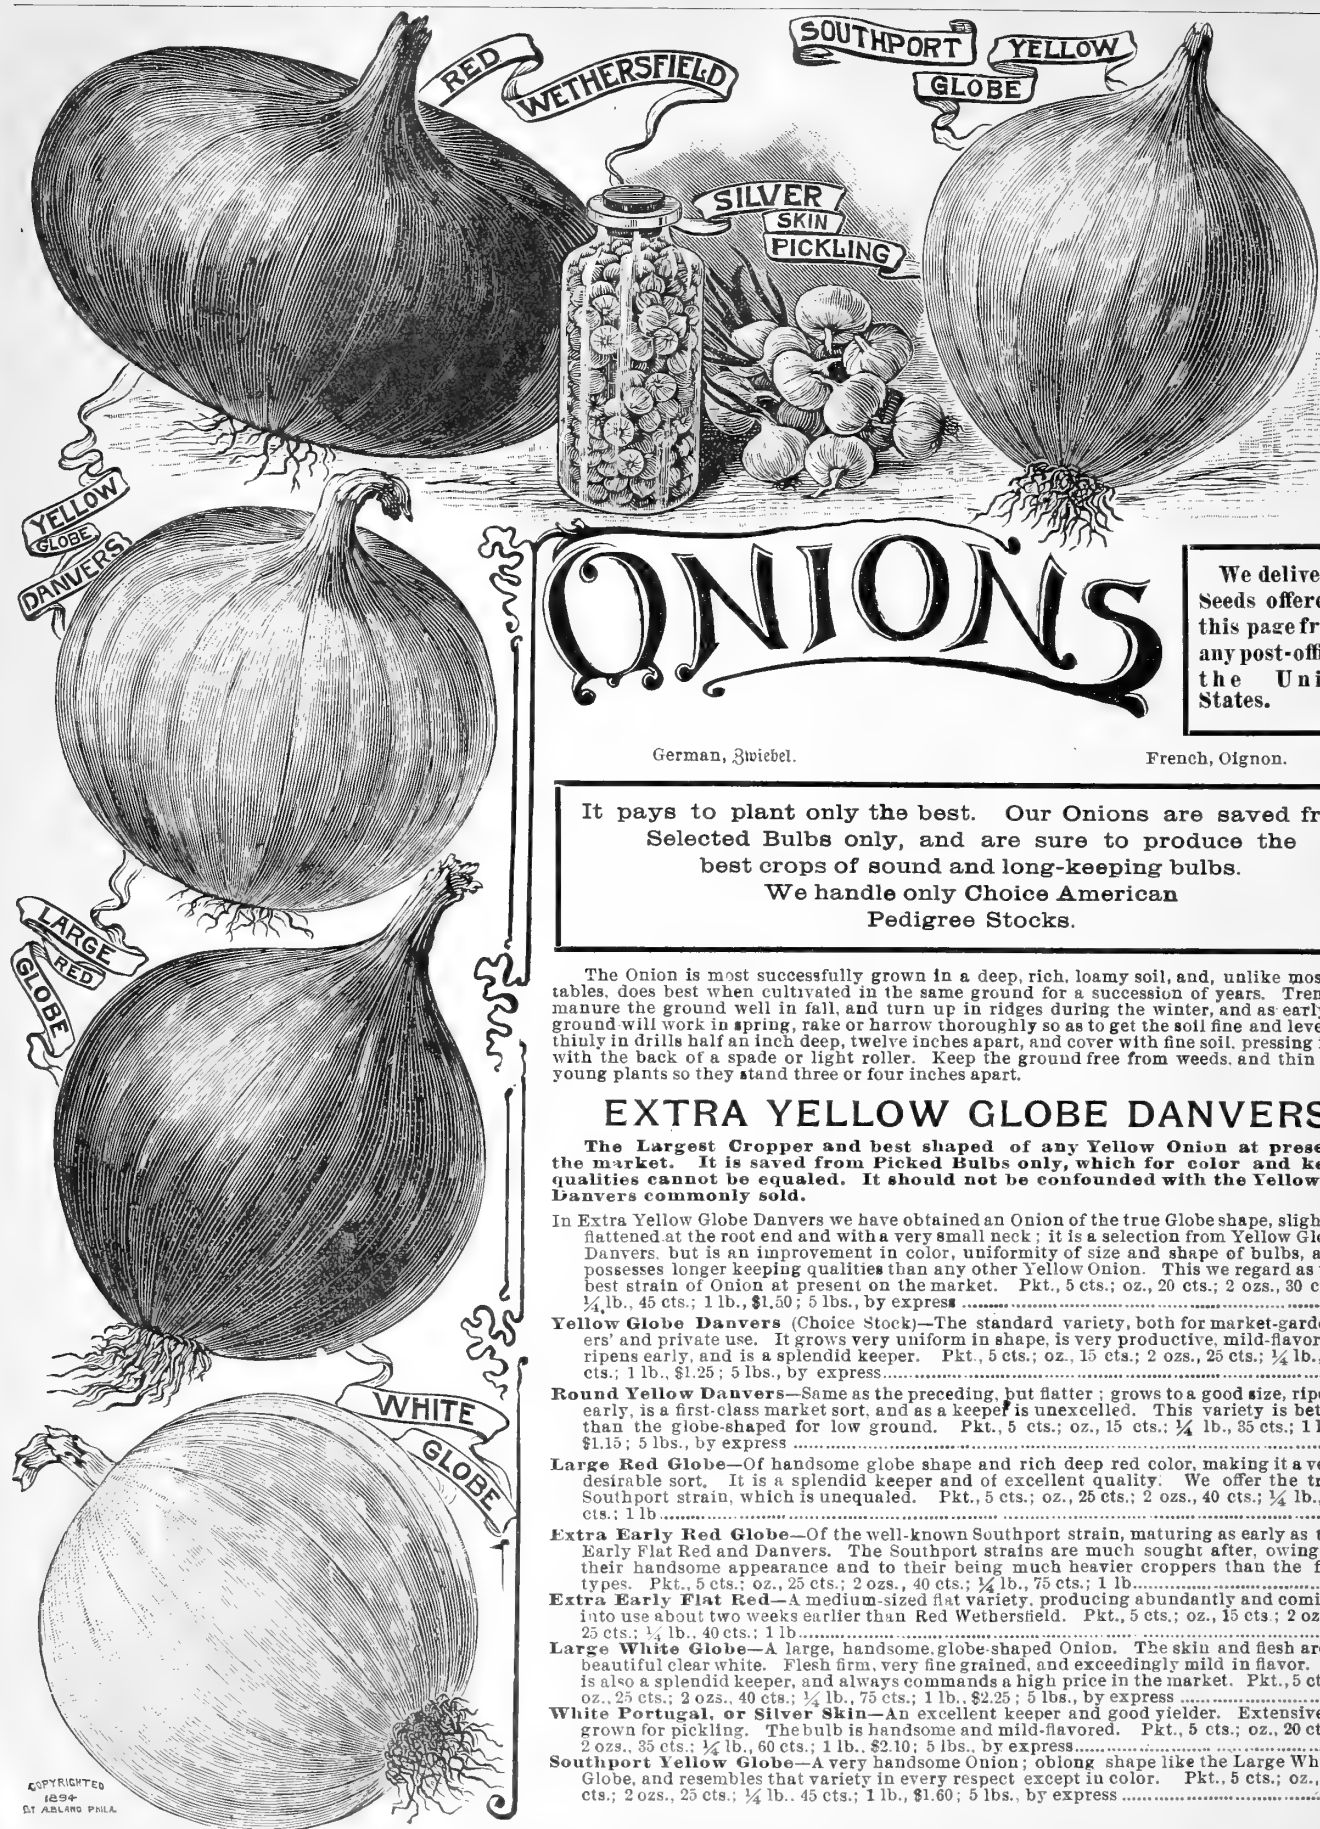 RED
WETHERSFIELD
SOUTHPORT
YELLOW
GLOBE
SILVER
SKIN
PICKLING
YELLOW
GLOBE
DANVERS
LARGE
RED
GLOBE
WHITE
GLOBE
ONIONS
We delive
Seeds offere
this page fr
any post-offi
the Uni
States.
German, Zwiebel.
French, Oignon.
It pays to plant only the best. Our Onions are saved fr
Selected Bulbs only, and are sure to produce the
best crops of sound and long-keeping bulbs.
We handle only Choice American
Pedigree Stocks.
The Onion is most successfully grown in a deep, rich, loamy soil, and, unlike mos
tables, does best when cultivated in the same ground for a succession of years. Tren
manure the ground well in fall, and turn up in ridges during the winter, and as early
ground will work in spring, rake or harrow thoroughly so as to get the soil fine and leve
thinly in drills half an inch deep, twelve inches apart, and cover with fine soil, pressing
with the back of a spade or light roller. Keep the ground free from weeds, and thin
young plants so they stand three or four inches apart.
EXTRA YELLOW GLOBE DANVERS
The Largest Cropper and best shaped of any Yellow Onion at prese
the market. It is saved from Picked Bulbs only, which for color and ke
qualities cannot be equaled. It should not be confounded with the Yellow
Danvers commonly sold.
In Extra Yellow Globe Danvers we have obtained an Onion of the true Globe shape, sligh
flattened at the root end and with a very small neck; it is a selection from Yellow Glo
Danvers, but is an improvement in color, uniformity of size and shape of bulbs, a
possesses longer keeping qualities than any other Yellow Onion. This we regard as
best strain of Onion at present on the market. Pkt., 5 cts.; oz., 20 cts.; 2 ozs., 30 c
¼ lb., 45 cts.; 1 lb., $1.50; 5 lbs., by express
Yellow Globe Danvers (Choice Stock)—The standard variety, both for market-garde
ers' and private use. It grows very uniform in shape, is very productive, mild-flavor
ripens early, and is a splendid keeper. Pkt., 5 cts.; oz., 15 cts.; 2 ozs., 25 cts.; ¼ lb.,
cts.; 1 lb., $1.25; 5 lbs., by express
Round Yellow Danvers—Same as the preceding, but flatter; grows to a good size, ripe
early, is a first-class market sort, and as a keeper is unexcelled. This variety is bet
than the globe-shaped for low ground. Pkt., 5 cts.; oz., 15 cts.; ¼ lb., 35 cts.; 1 l
$1.15; 5 lbs., by express
Large Red Globe—Of handsome globe shape and rich deep red color, making it a ve
desirable sort. It is a splendid keeper and of excellent quality. We offer the tr
Southport strain, which is unequaled. Pkt., 5 cts.; oz., 25 cts.; 2 ozs., 40 cts.; ¼ lb.,
cts.; 1 lb
Extra Early Red Globe—Of the well-known Southport strain, maturing as early as t
Early Flat Red and Danvers. The Southport strains are much sought after, owing
their handsome appearance and to their being much heavier croppers than the f
types. Pkt., 5 cts.; oz., 25 cts.; 2 ozs., 40 cts.; ¼ lb., 75 cts.; 1 lb
Extra Early Flat Red—A medium-sized flat variety, producing abundantly and comi
into use about two weeks earlier than Red Wethersfield. Pkt., 5 cts.; oz., 15 cts.; 2 oz
25 cts.; ¼ lb., 40 cts.; 1 lb
Large White Globe—A large, handsome, globe-shaped Onion. The skin and flesh ar
beautiful clear white. Flesh firm, very fine grained, and exceedingly mild in flavor.
is also a splendid keeper, and always commands a high price in the market. Pkt., 5 ct
oz., 25 cts.; 2 ozs., 40 cts.; ¼ lb., 75 cts.; 1 lb., $2.25; 5 lbs., by express
White Portugal, or Silver Skin—An excellent keeper and good yielder. Extensive
grown for pickling. The bulb is handsome and mild-flavored. Pkt., 5 cts.; oz., 20 ct
2 ozs., 35 cts.; ¼ lb., 60 cts.; 1 lb., $2.10; 5 lbs., by express
Southport Yellow Globe—A very handsome Onion; oblong shape like the Large Whi
Globe, and resembles that variety in every respect except in color. Pkt., 5 cts.; oz.,
cts.; 2 ozs., 25 cts.; ¼ lb., 45 cts.; 1 lb., $1.60; 5 lbs., by express
COPYRIGHTED
1894
BY A.BLANC PHILA.